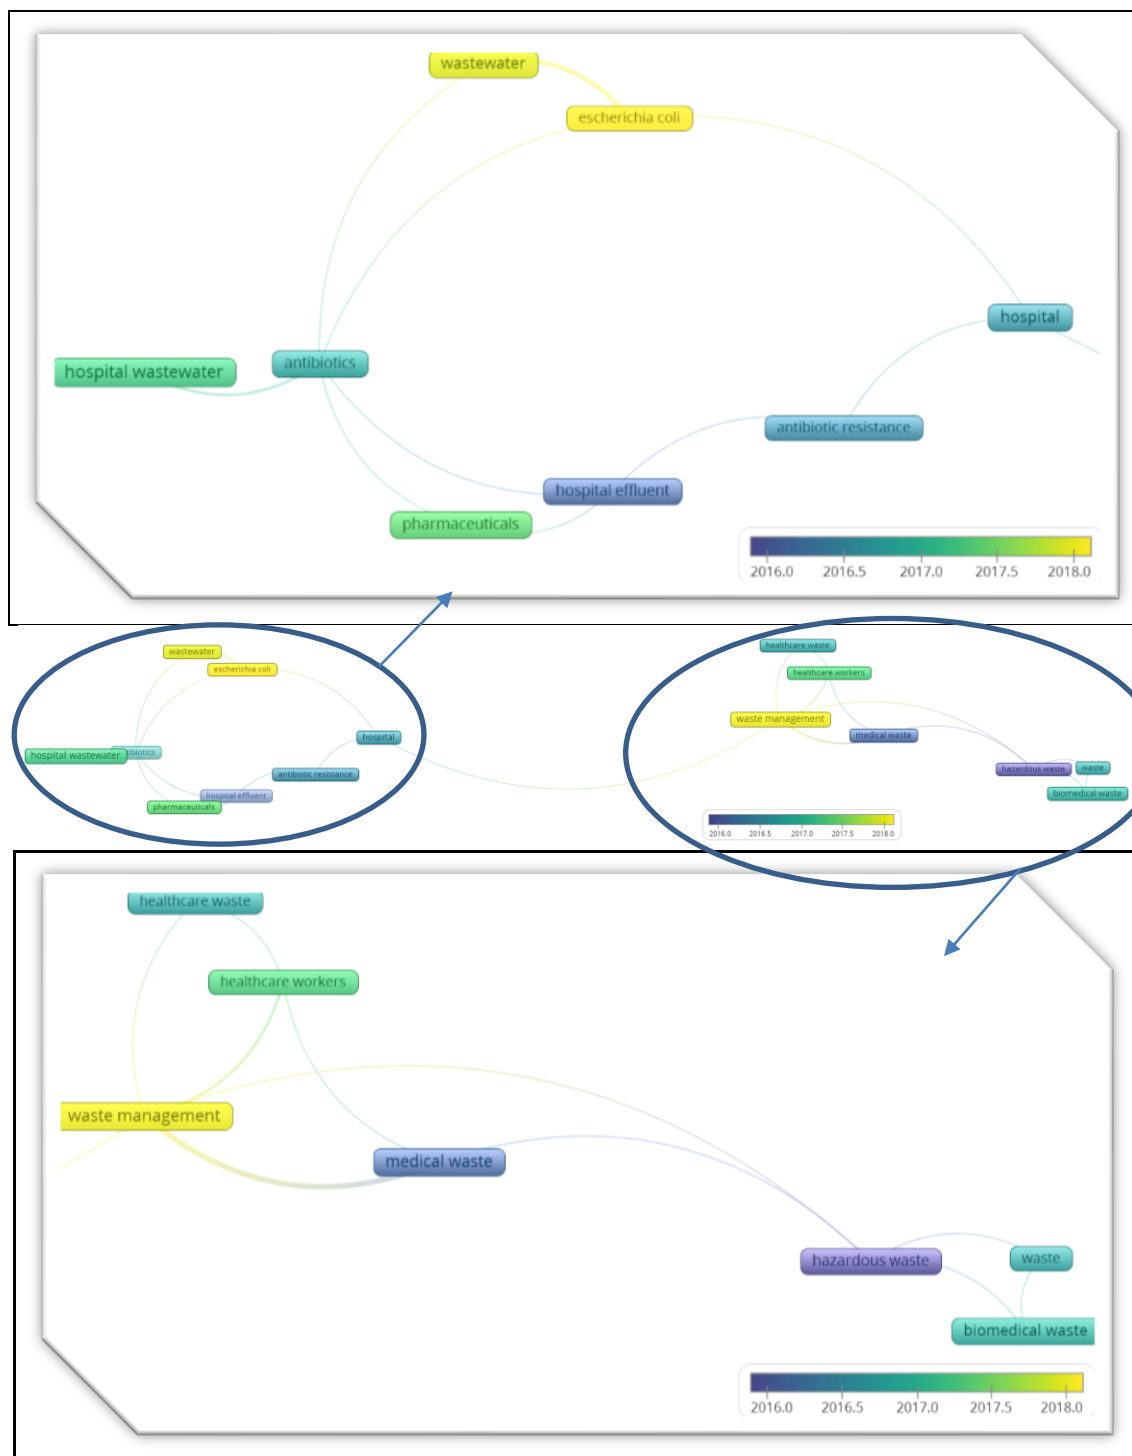 wastewater
escherichia coli
hospital
antibiotics
hospital wastewater
antibiotic resistance
hospital effluent
pharmaceuticals
2016.0 2016.5 2017.0 2017.5 2018.0
wastewater
escherichia coli
hospital
hospital wastewater
tibiotics
antibiotic resistance
hospital effluent
pharmaceuticals
healthcare waste
healthcare workers
waste management
medical waste
hazardous waste
waste
biomedical waste
2016.0 2016.5 2017.0 2017.5 2018.0
healthcare waste
healthcare workers
waste management
medical waste
hazardous waste
waste
biomedical waste
2016.0 2016.5 2017.0 2017.5 2018.0